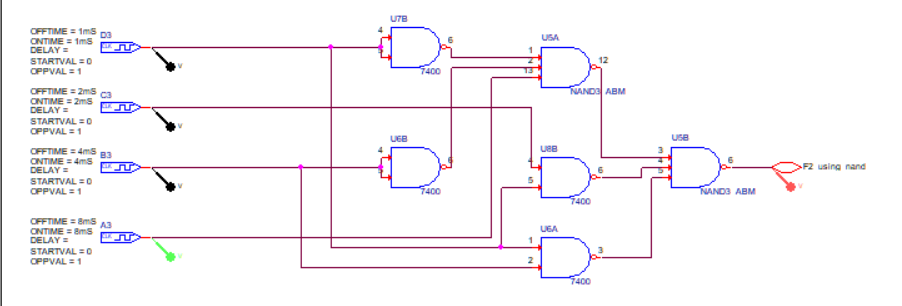 U7B
OFFTIME = 1mS
ONTIME = 1mS
DELAY =
STARTVAL = 0
OPPVAL = 1
D3
CLK
V
4
5
6
7400
U5A
1
2
13
12
NAND3 ABM
OFFTIME = 2mS
ONTIME = 2mS
DELAY =
STARTVAL = 0
OPPVAL = 1
C3
CLK
V
U6B
4
5
6
7400
OFFTIME = 4mS
ONTIME = 4mS
DELAY =
STARTVAL = 0
OPPVAL = 1
B3
CLK
V
U8B
4
5
6
7400
U5B
3
4
5
6
NAND3 ABM
F2 using nand
V
OFFTIME = 8mS
ONTIME = 8mS
DELAY =
STARTVAL = 0
OPPVAL = 1
A3
CLK
V
U6A
1
2
3
7400